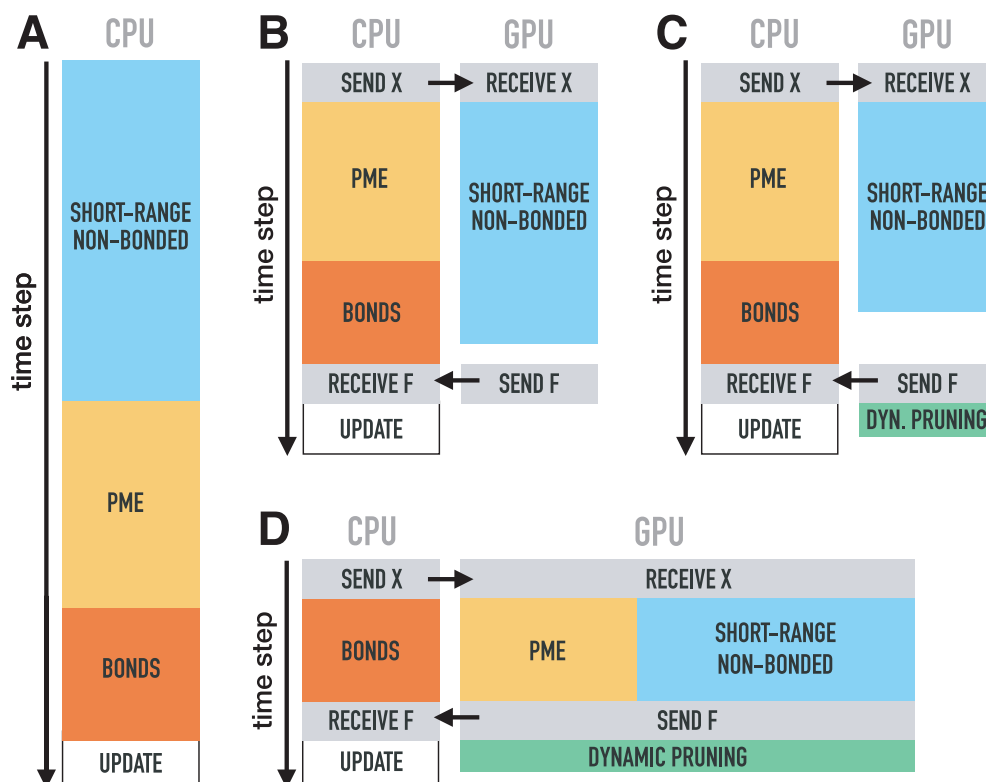 A
CPU
time step
SHORT–RANGE
NON–BONDED
PME
BONDS
UPDATE
B
CPU
GPU
time step
SEND X
RECEIVE X
PME
SHORT–RANGE
NON–BONDED
BONDS
RECEIVE F
SEND F
UPDATE
C
CPU
GPU
time step
SEND X
RECEIVE X
PME
SHORT–RANGE
NON–BONDED
BONDS
RECEIVE F
SEND F
UPDATE
DYN. PRUNING
D
CPU
GPU
time step
SEND X
RECEIVE X
BONDS
PME
SHORT–RANGE
NON–BONDED
RECEIVE F
SEND F
UPDATE
DYNAMIC PRUNING